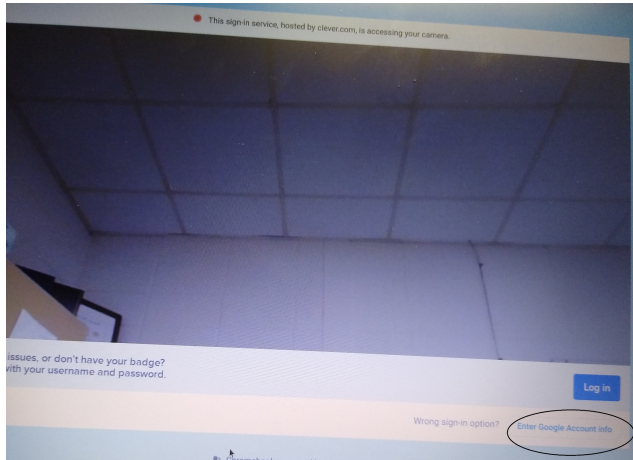 This sign-in service, hosted by clever.com, is accessing your camera.
issues, or don't have your badge?
with your username and password.
Log in
Wrong sign-in option? Enter Google Account info